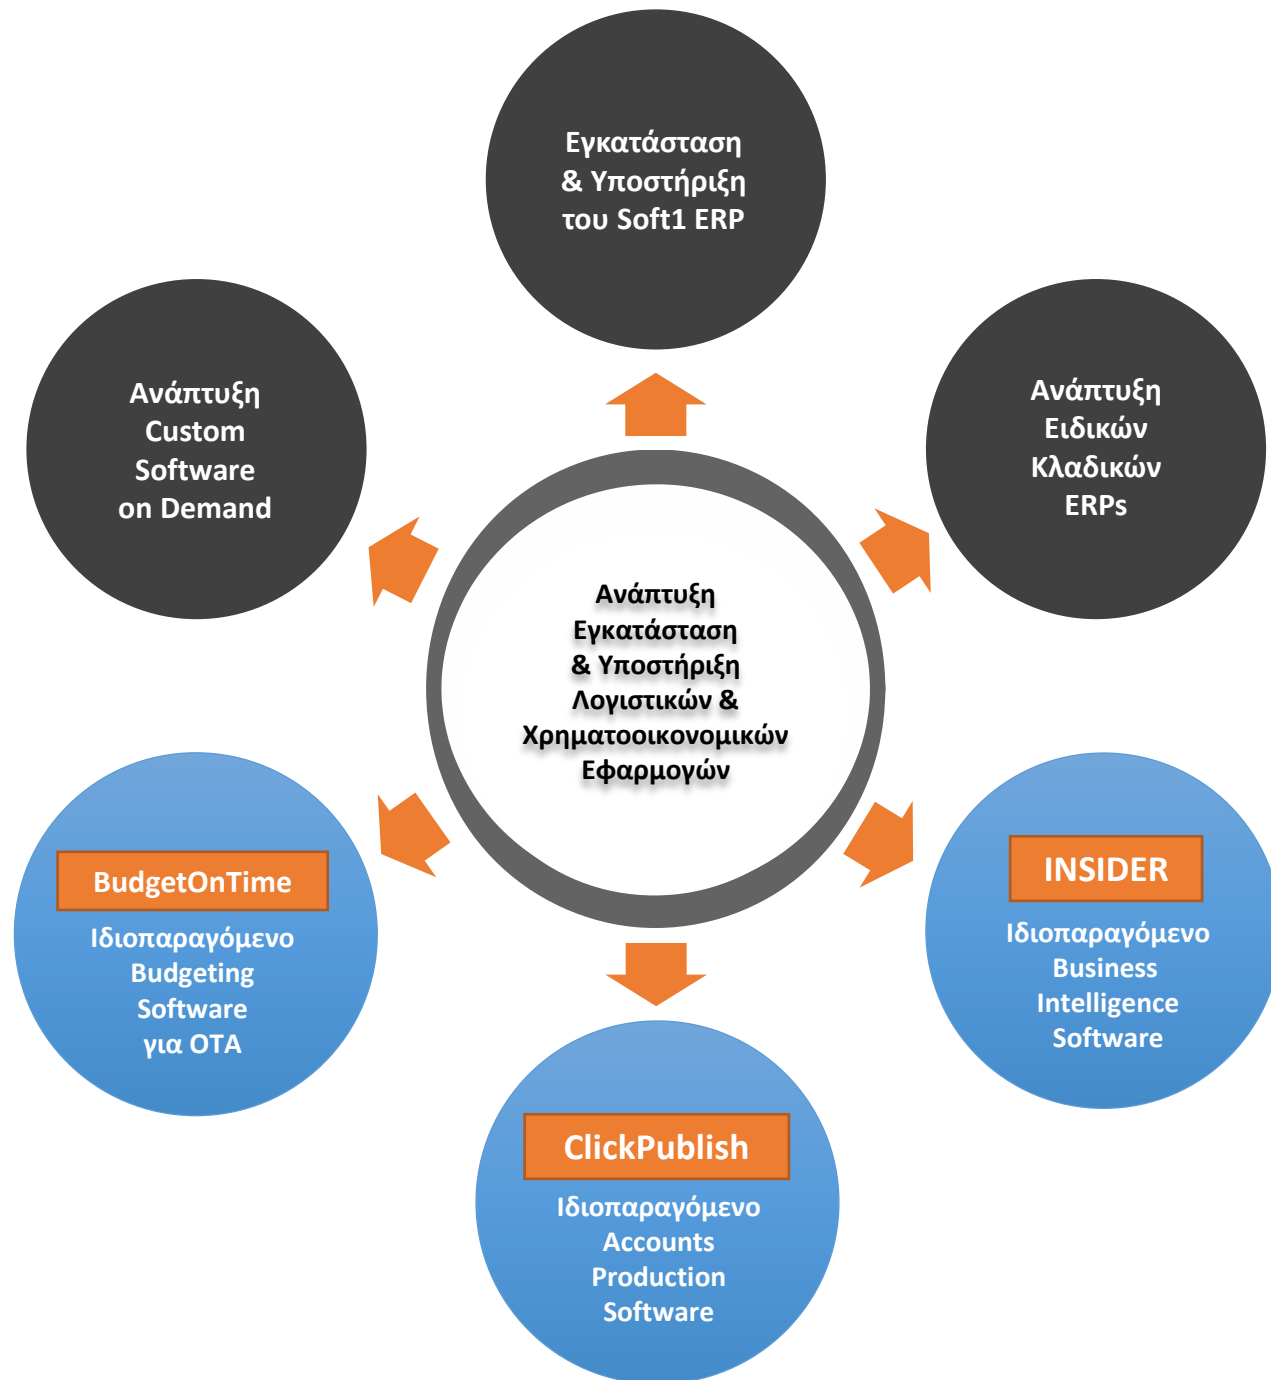 Εγκατάσταση
& Υποστήριξη
του Soft1 ERP
Ανάπτυξη
Custom
Software
on Demand
Ανάπτυξη
Ειδικών
Κλαδικών
ERPs
Ανάπτυξη
Εγκατάσταση
& Υποστήριξη
Λογιστικών &
Χρηματοοικονομικών
Εφαρμογών
BudgetOnTime
Ιδιοπαραγόμενο
Budgeting
Software
για ΟΤΑ
INSIDER
Ιδιοπαραγόμενο
Business
Intelligence
Software
ClickPublish
Ιδιοπαραγόμενο
Accounts
Production
Software